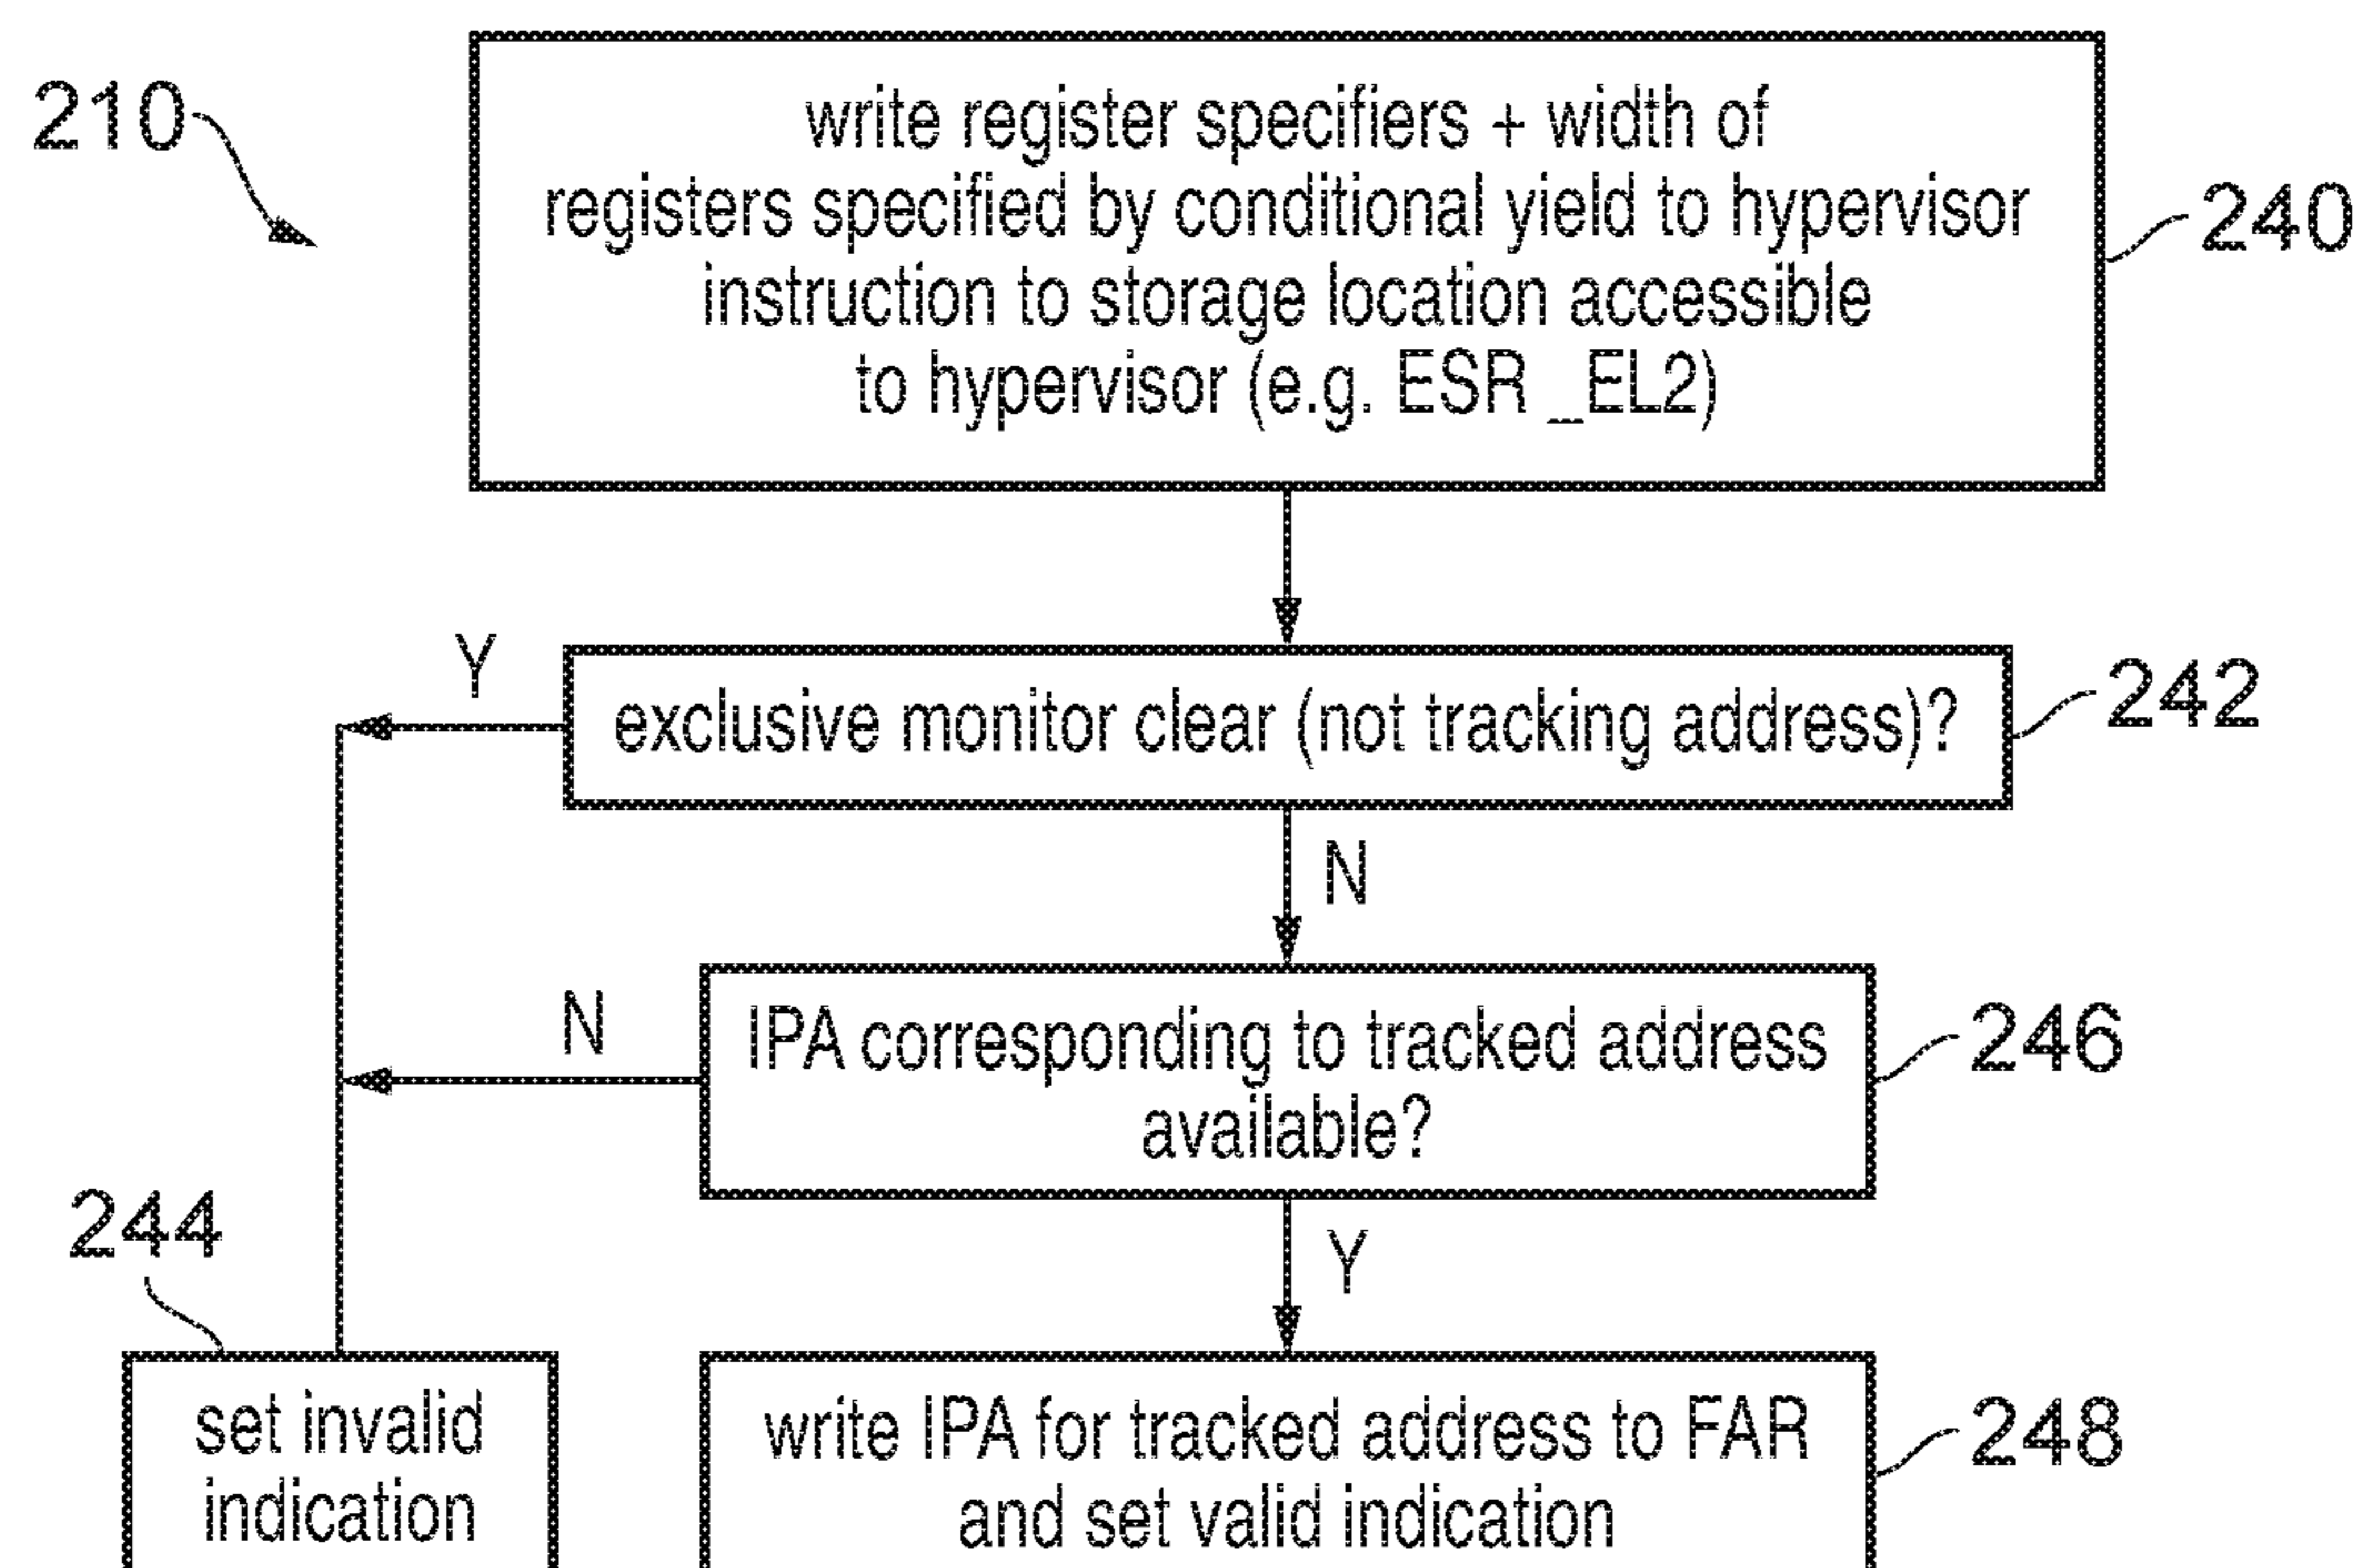 210
write register specifiers + width of
registers specified by conditional yield to hypervisor
instruction to storage location accessible
to hypervisor (e.g. ESR _EL2)
240
Y
exclusive monitor clear (not tracking address)?
242
N
N
IPA corresponding to tracked address
available?
246
244
Y
set invalid
indication
write IPA for tracked address to FAR
and set valid indication
248